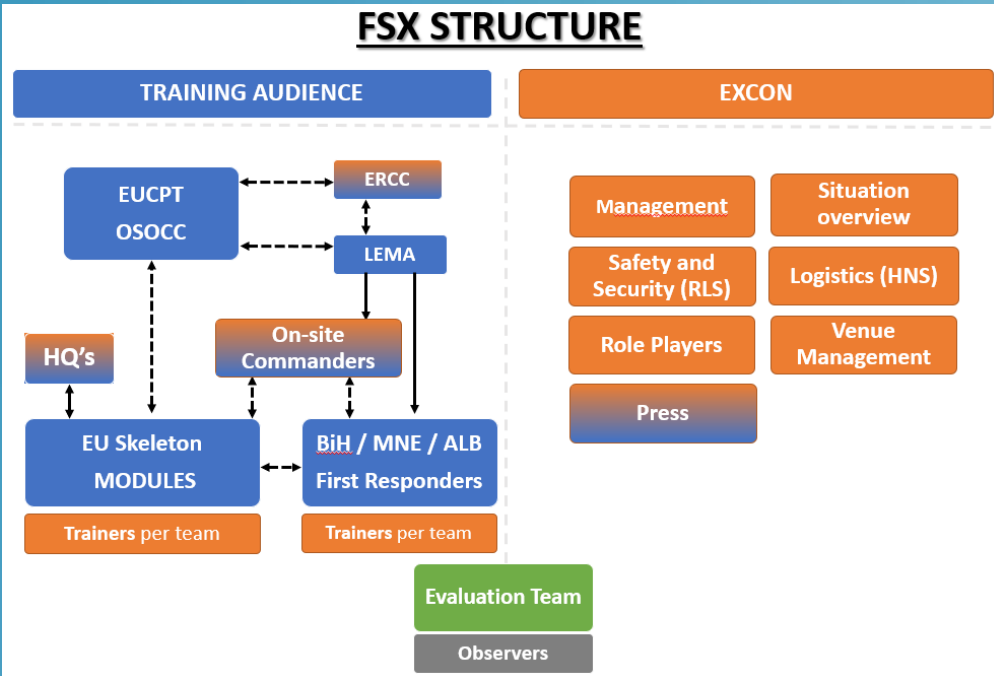 FSX STRUCTURE
TRAINING AUDIENCE
EXCON
EUCPT
OSOCC
ERCC
LEMA
HQ's
On-site
Commanders
EU Skeleton
MODULES
BiH / MNE / ALB
First Responders
Trainers per team
Trainers per team
Management
Situation
overview
Safety and
Security (RLS)
Logistics (HNS)
Role Players
Venue
Management
Press
Evaluation Team
Observers